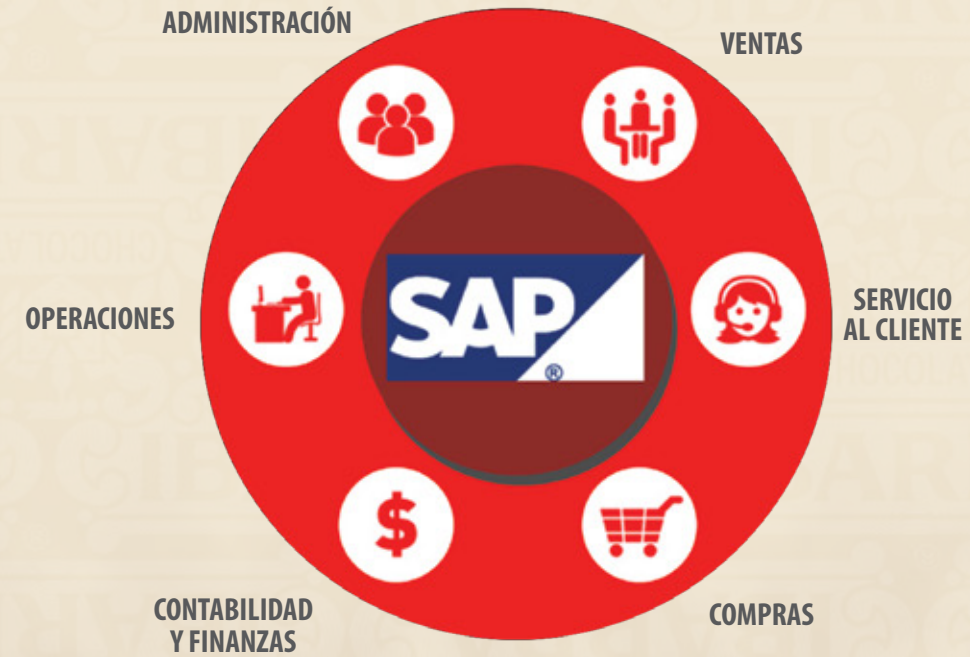 ADMINISTRACIÓN
VENTAS
OPERACIONES
SAP
®
SERVICIO
AL CLIENTE
$
CONTABILIDAD
Y FINANZAS
COMPRAS